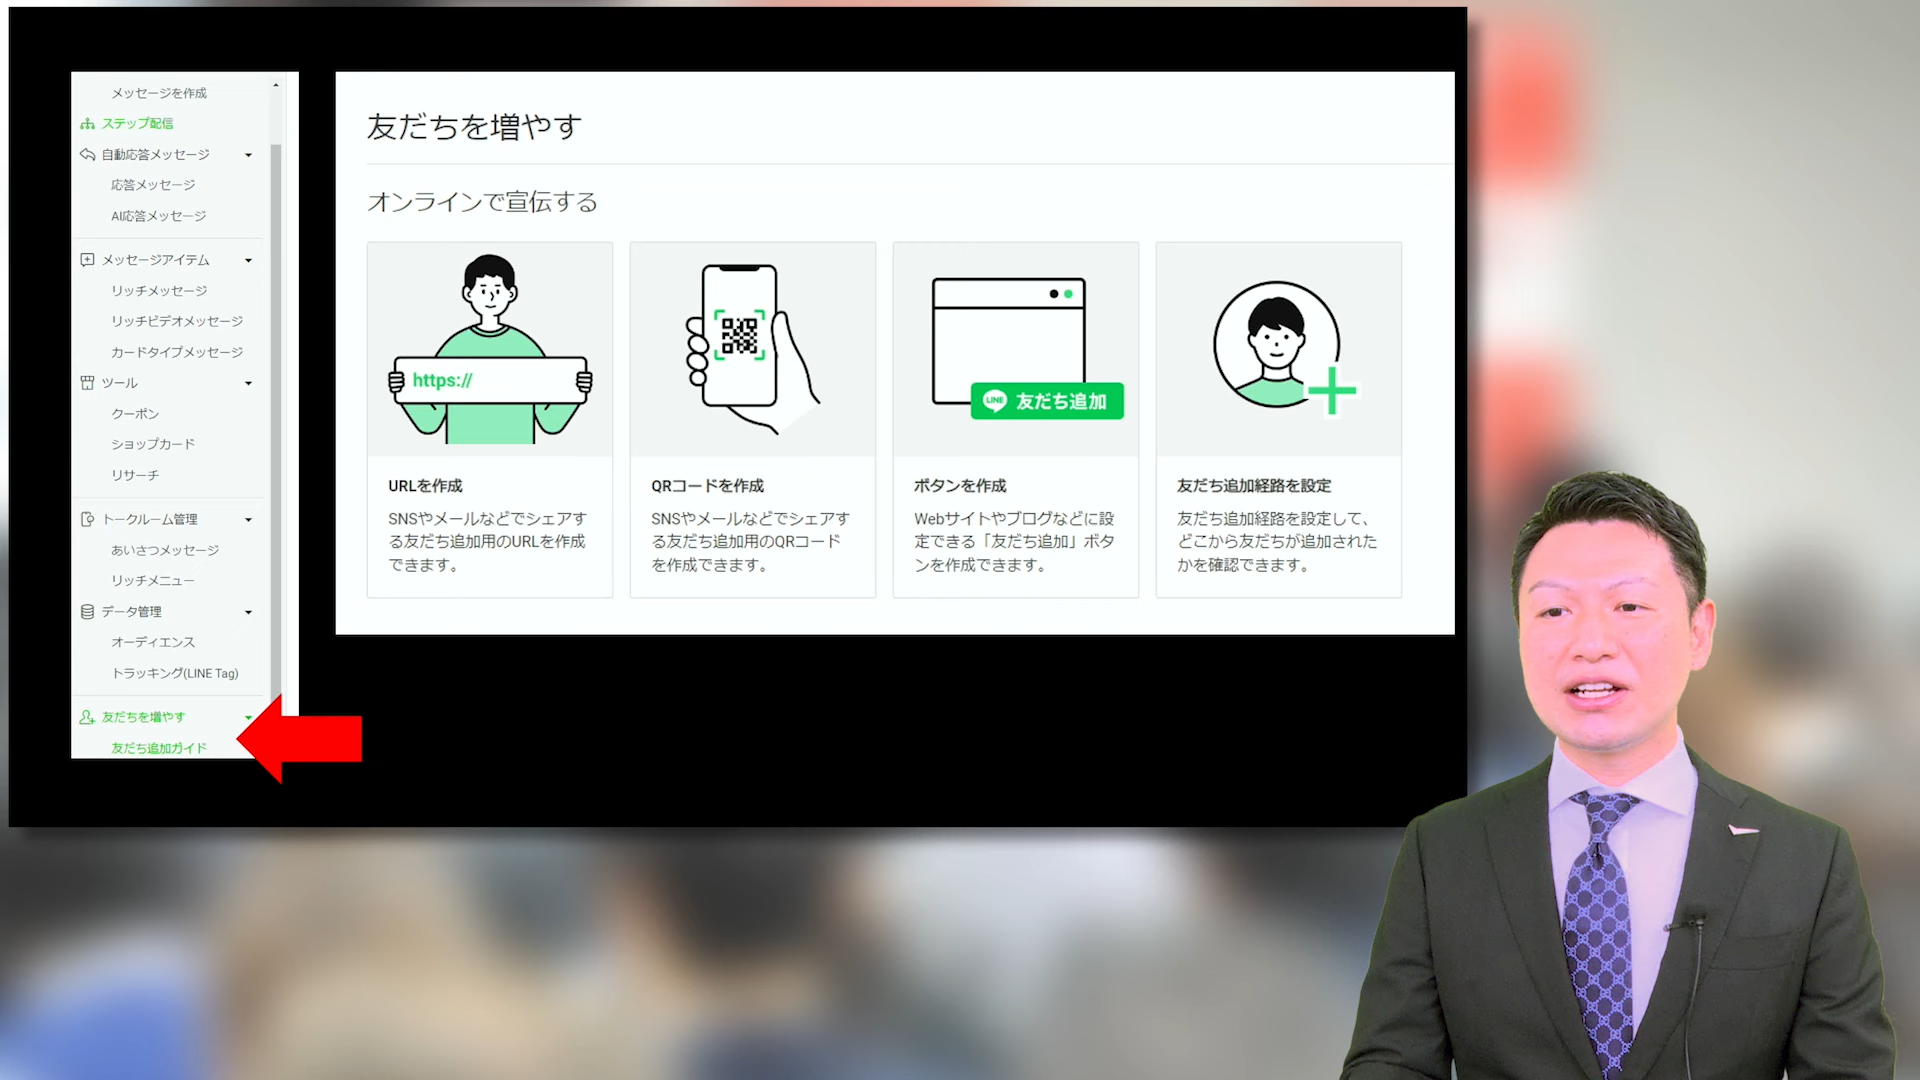 メッセージを作成
ステップ配信
自動応答メッセージ
応答メッセージ
AI応答メッセージ
メッセージアイテム
リッチメッセージ
リッチビデオメッセージ
カードタイプメッセージ
ツール
クーポン
ショップカード
リサーチ
トークルーム管理
あいさつメッセージ
リッチメニュー
データ管理
オーディエンス
トラッキング(LINE Tag)
友だちを増やす
友だち追加ガイド
友だちを増やす
オンラインで宣伝する
https://
URLを作成
SNSやメールなどでシェアす
る友だち追加用のURLを作成
できます。
QRコードを作成
SNSやメールなどでシェアす
る友だち追加用のQRコード
を作成できます。
LINE 友だち追加
ボタンを作成
Webサイトやブログなどに設
定できる「友だち追加」ボタ
ンを作成できます。
友だち追加経路を設定
友だち追加経路を設定して、
どこから友だちが追加された
かを確認できます。